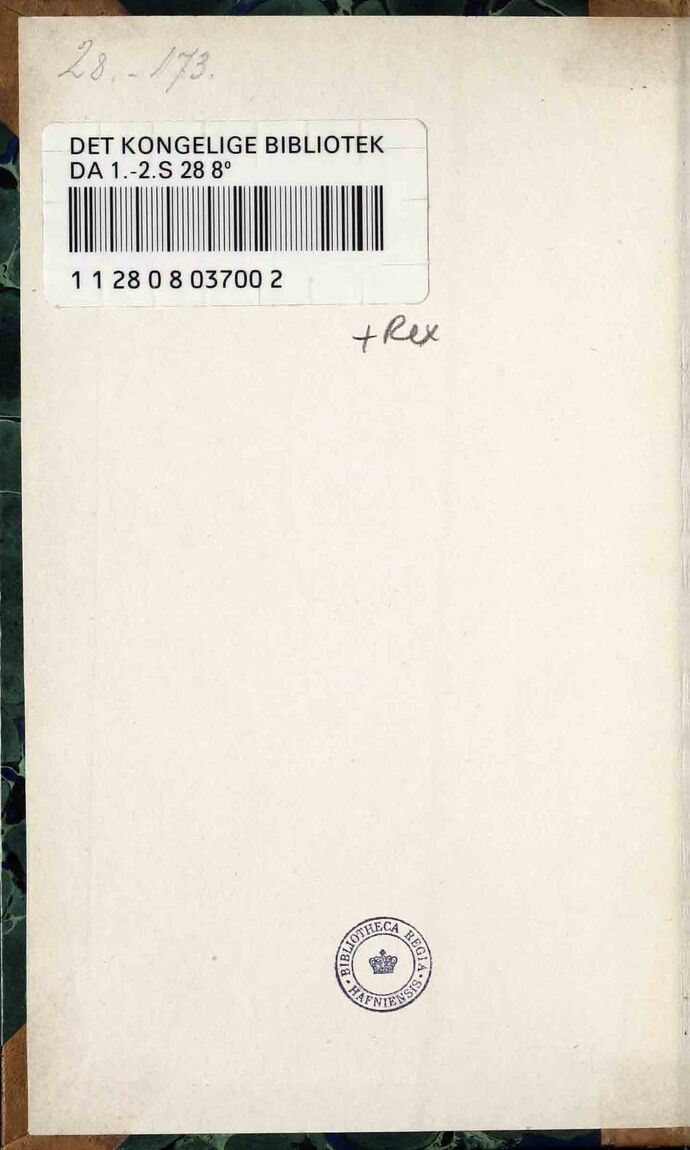 28.-173.
DET KONGELIGE BIBLIOTEK
DA 1.-2.S 28 8º
1 1 28 0 8 03700 2
+ Rex
BIBLIOTHECA REGIA
HAFNIENSIS